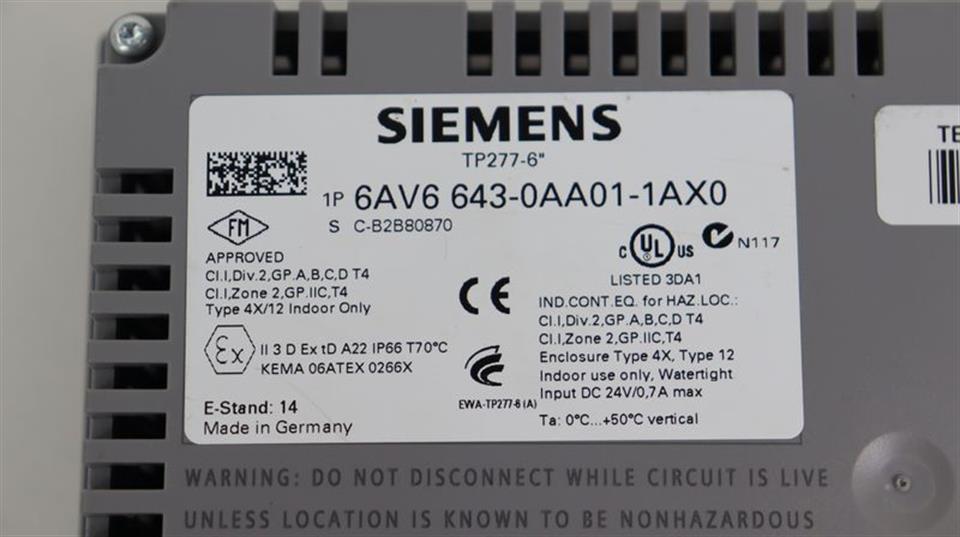 SIEMENS
TP277-6"
1P 6AV6 643-0AA01-1AX0
S C-B2B80870
FM
APPROVED
Cl.I,Div.2,GP.A,B,C,D T4
Cl.I,Zone 2,GP.IIC,T4
Type 4X/12 Indoor Only
Ex II 3 D Ex tD A22 IP66 T70°C
KEMA 06ATEX 0266X
E-Stand: 14
Made in Germany
CE
EWA-TP277-6 (A)
c UL us N117
LISTED 3DA1
IND.CONT.EQ. for HAZ.LOC.:
Cl.I,Div.2,GP.A,B,C,D T4
Cl.I,Zone 2,GP.IIC,T4
Enclosure Type 4X, Type 12
Indoor use only, Watertight
Input DC 24V/0,7A max
Ta: 0°C...+50°C vertical
TE
WARNING: DO NOT DISCONNECT WHILE CIRCUIT IS LIVE
UNLESS LOCATION IS KNOWN TO BE NONHAZARDOUS